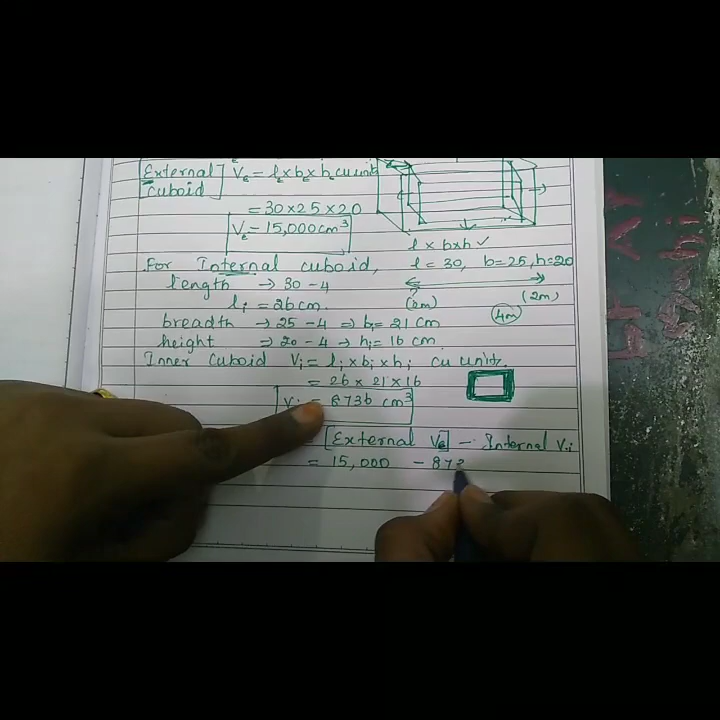 External Vₑ = lₑ × bₑ × hₑ cu units
cuboid
= 30 × 25 × 20
Vₑ = 15,000 cm³
l × b × h ✓
For Internal cuboid, l = 30, b = 25, h = 20
length → 30 - 4
lᵢ = 26 cm. (2m) (2m)
breadth → 25 - 4 ⇒ bᵢ = 21 cm 4m
height ⇒ 20 - 4 → hᵢ = 16 cm
Inner Cuboid Vᵢ = lᵢ × bᵢ × hᵢ cu units.
= 26 × 21 × 16
Vᵢ = 8736 cm³
[External Vₑ] - Internal Vᵢ
= 15,000 - 873